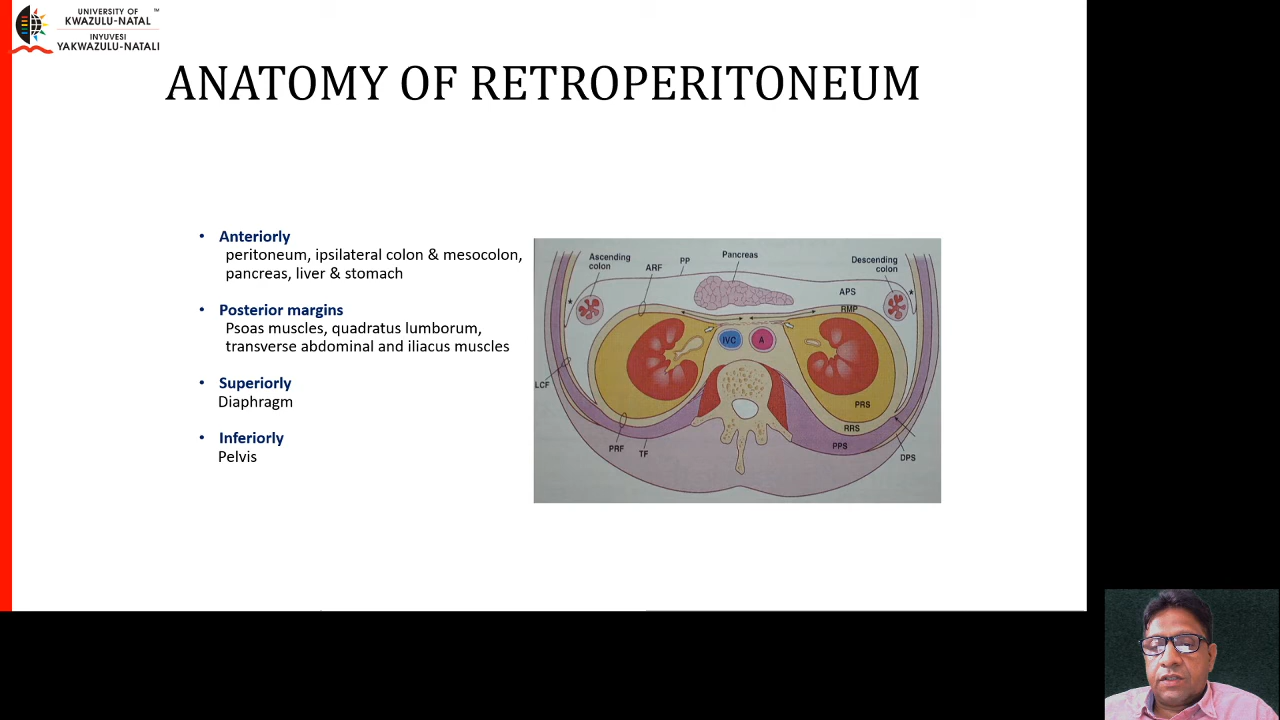 UNIVERSITY OF ™
KWAZULU-NATAL
INYUVESI
YAKWAZULU-NATALI
ANATOMY OF RETROPERITONEUM
• Anteriorly
peritoneum, ipsilateral colon & mesocolon,
pancreas, liver & stomach
• Posterior margins
Psoas muscles, quadratus lumborum,
transverse abdominal and iliacus muscles
• Superiorly
Diaphragm
• Inferiorly
Pelvis
Ascending
colon
ARF
PP
Pancreas
Descending
colon
APS
RMP
IVC
A
LCF
PRS
RRS
PRF
TF
PPS
DPS